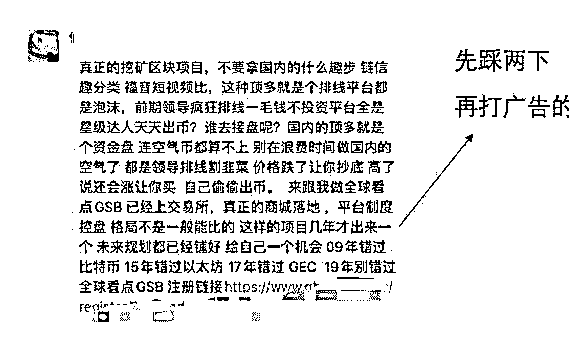 真正的挖矿区块项目，不要拿国内的什么趣步 链信
趣分类 福音短视频比，这种顶多就是个排线平台都
是泡沫，前期领导疯狂排线一毛钱不投资平台全是
星级达人天天出币？谁去接盘呢？国内的顶多就是
个资金盘 连空气币都算不上 别在浪费时间做国内的
空气了 都是领导排线割韭菜 价格跌了让你抄底 高了
说还会涨让你买 自己偷偷出币。 来跟我做全球看
点GSB 已经上交易所，真正的商城落地 ，平台制度
控盘 格局不是一般能比的 这样的项目几年才出来一
个 未来规划都已经铺好 给自己一个机会 09年错过
比特币 15年错过以太坊 17年错过 GEC '19年别错过
全球看点GSB 注册链接https://www.
先踩两下
再打广告的